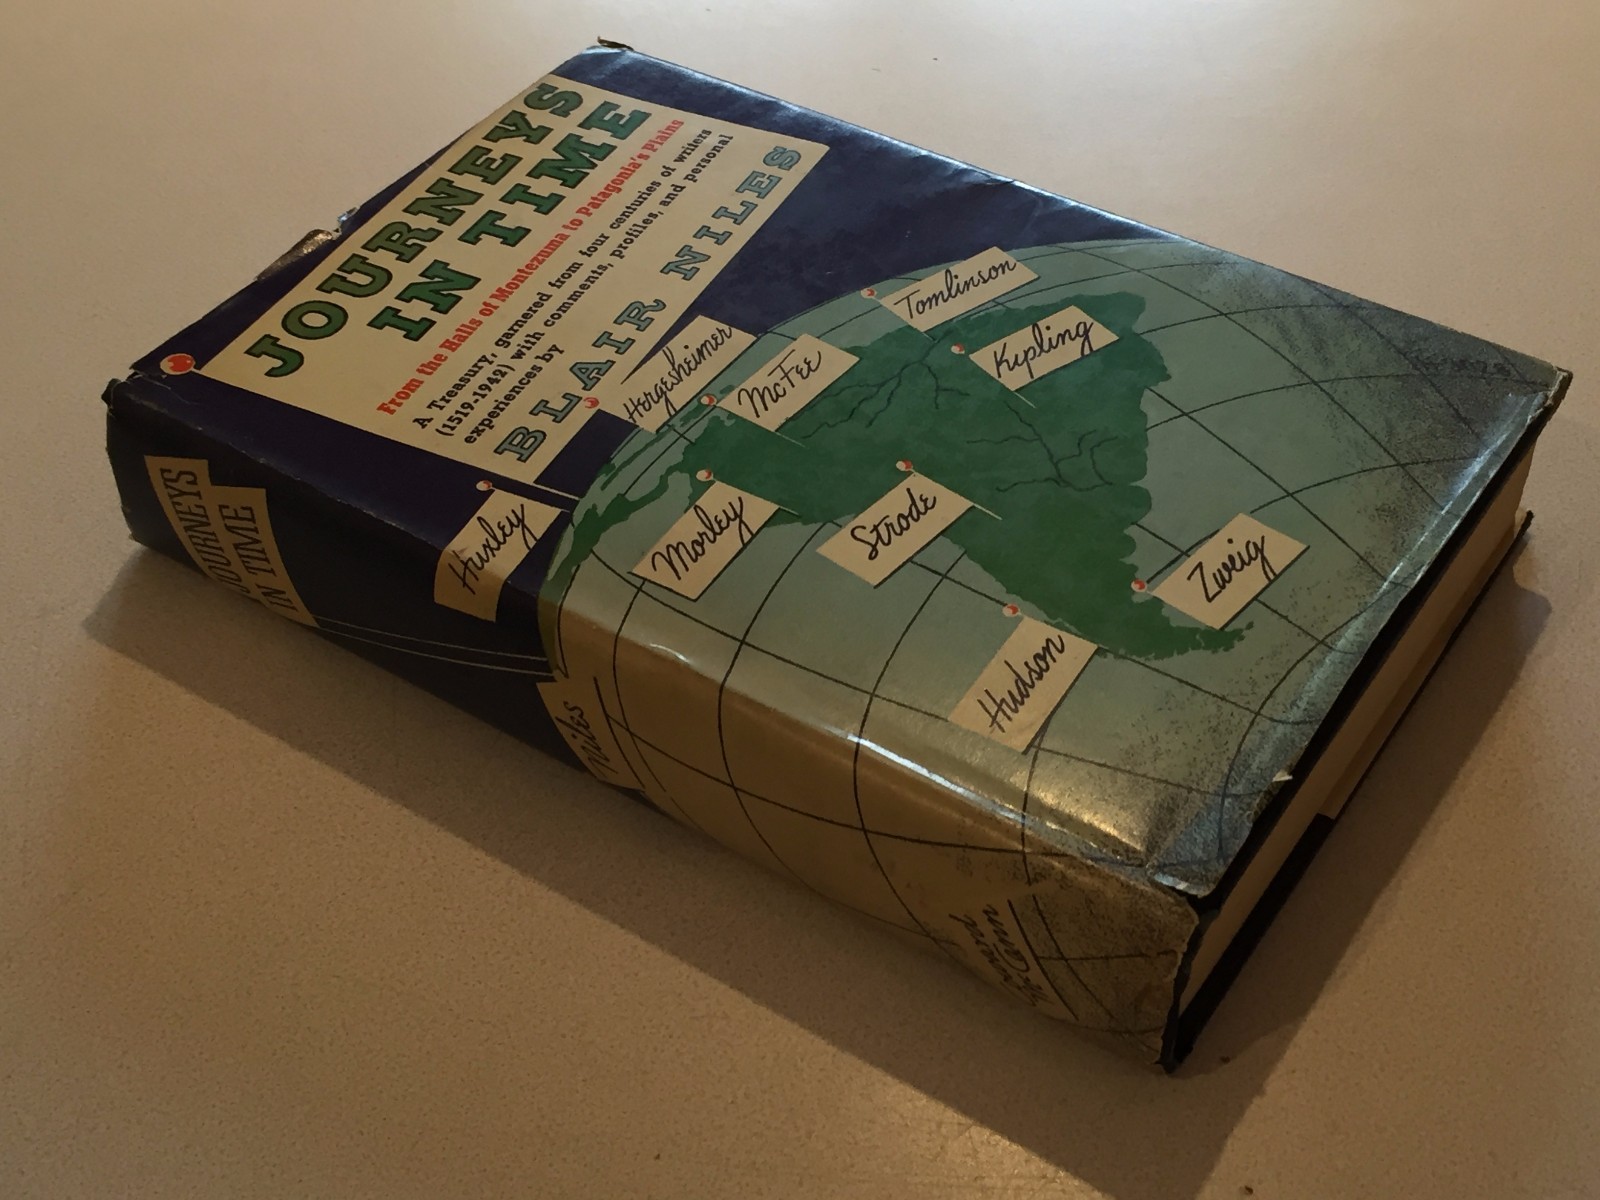 JOURNEYS
IN TIME
From the Halls of Montezuma to Patagonia's Plains
A Treasury, garnered from four centuries of writers
(1519-1942) with comments, profiles, and personal
experiences by
BLAIR NILES
Tomlinson
Kipling
Hergesheimer
McFee
Huxley
Morley
Strode
Zweig
Hudson
JOURNEYS
IN TIME
Niles
Coward
McCann